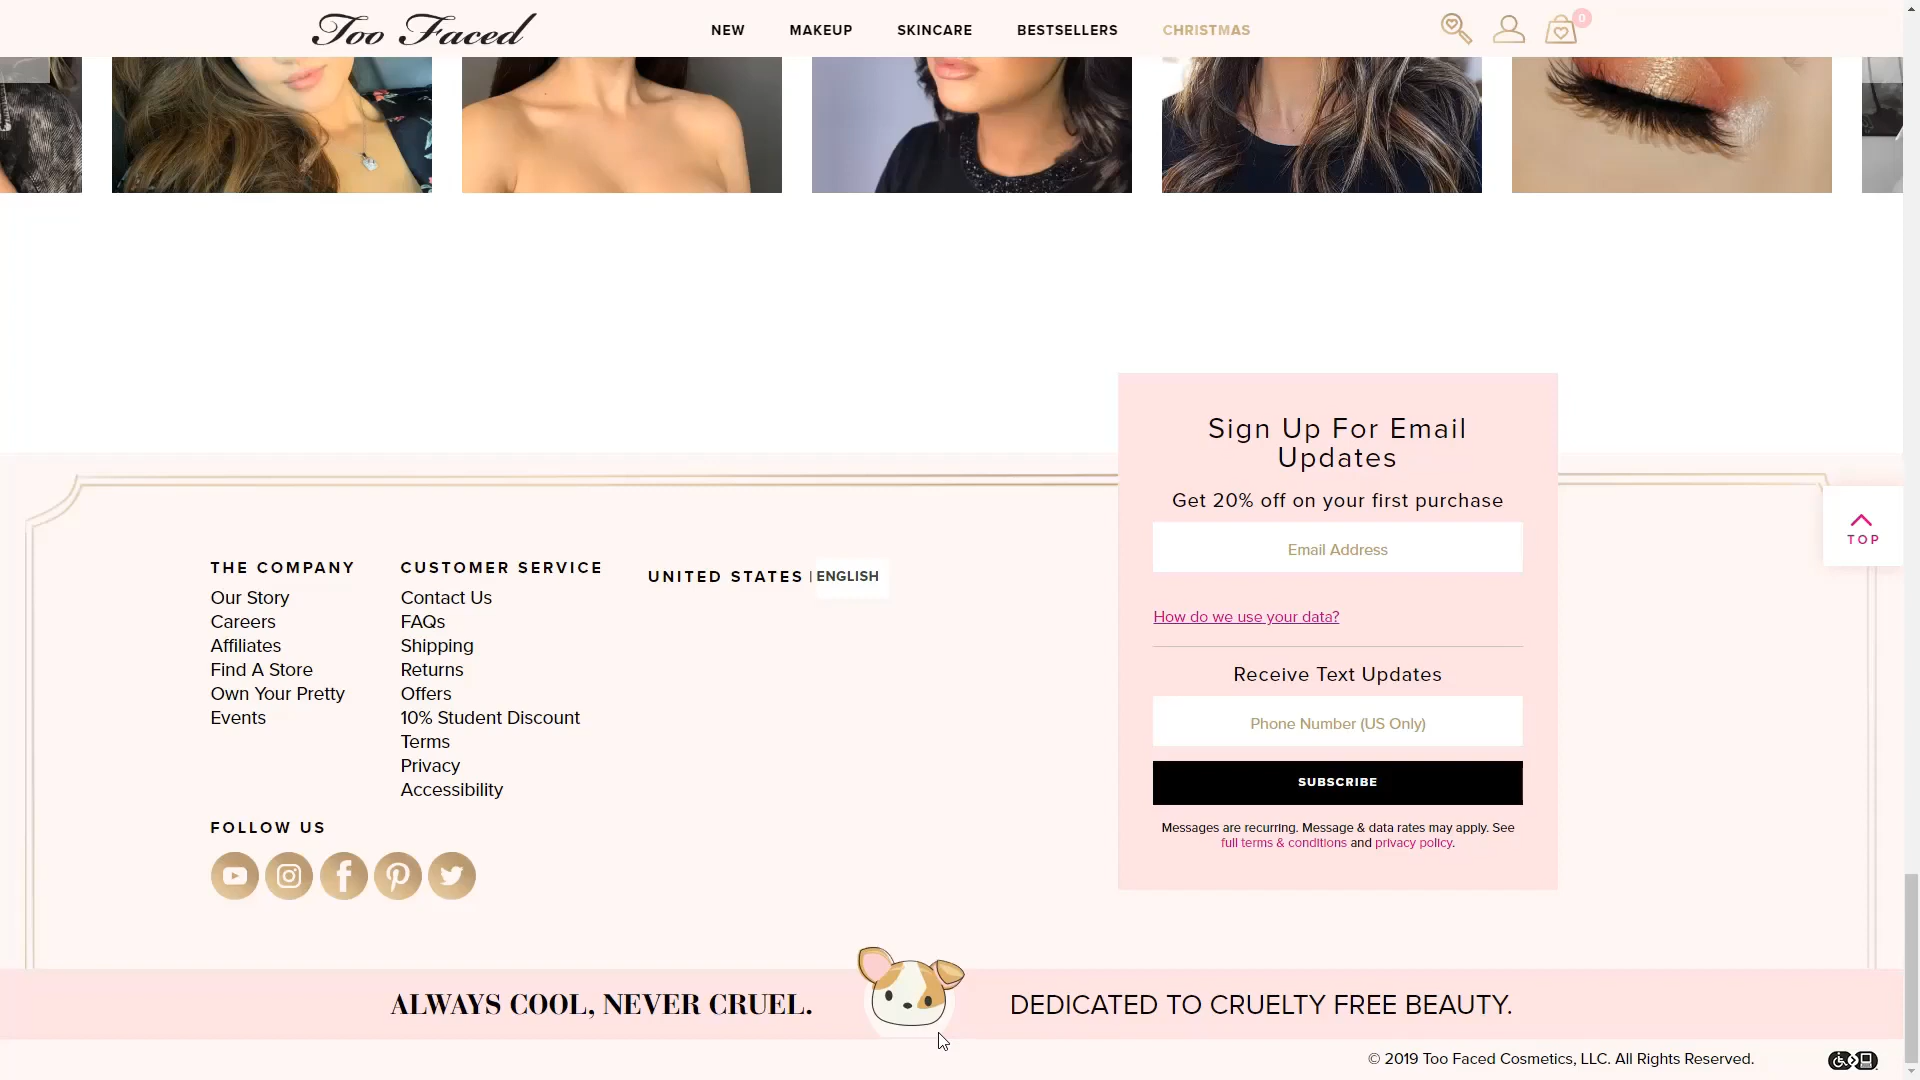 Too Faced
NEW
MAKEUP
SKINCARE
BESTSELLERS
CHRISTMAS
0
Sign Up For Email
Updates
Get 20% off on your first purchase
Email Address
How do we use your data?
Receive Text Updates
Phone Number (US Only)
SUBSCRIBE
Messages are recurring. Message & data rates may apply. See
full terms & conditions and privacy policy.
TOP
THE COMPANY
Our Story
Careers
Affiliates
Find A Store
Own Your Pretty
Events
CUSTOMER SERVICE
Contact Us
FAQs
Shipping
Returns
Offers
10% Student Discount
Terms
Privacy
Accessibility
UNITED STATES | ENGLISH
FOLLOW US
ALWAYS COOL, NEVER CRUEL.
DEDICATED TO CRUELTY FREE BEAUTY.
© 2019 Too Faced Cosmetics, LLC. All Rights Reserved.